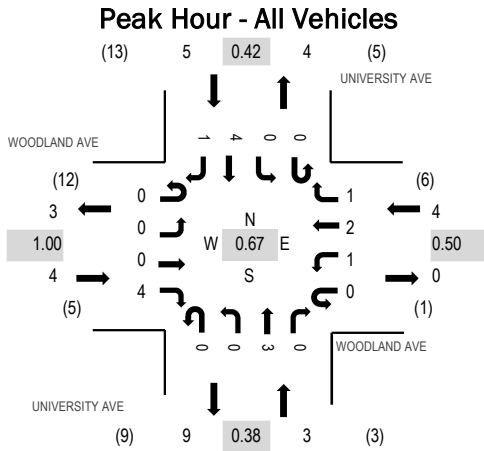 Peak Hour - All Vehicles
(13) 5 0.42 4 (5)
UNIVERSITY AVE
1 4 0 0
WOODLAND AVE
(12) 0 1 (6)
3 4
0 N 2
1.00 W 0.67 E 0.50
0 S 1
4 4 0 0
(5) (1)
0 0 3 0
WOODLAND AVE
UNIVERSITY AVE
(9) 9 0.38 3 (3)